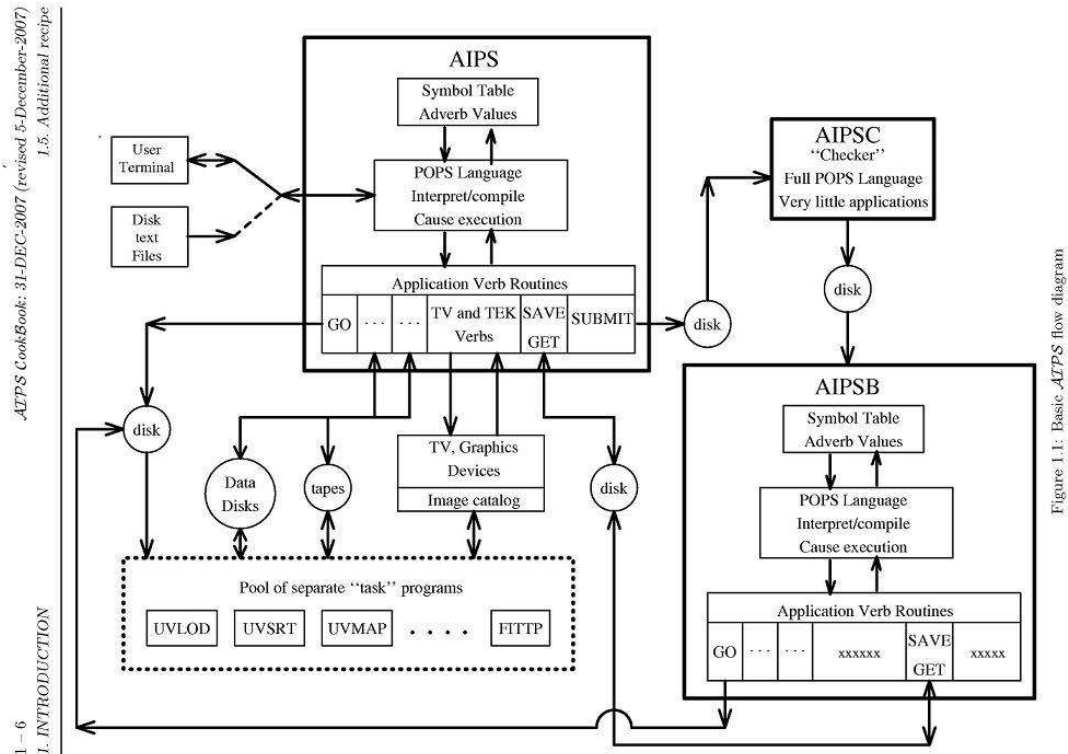 AIPS CookBook: 31-DEC-2007 (revised 5-December-2007)
1.5. Additional recipe
AIPS
Symbol Table
Adverb Values
User
Terminal
POPS Language
Interpret/compile
Cause execution
Disk
text
Files
Application Verb Routines
GO
. . .
. . .
TV and TEK
Verbs
SAVE
GET
SUBMIT
disk
AIPSC
“Checker”
Full POPS Language
Very little applications
disk
disk
Data
Disks
tapes
TV, Graphics
Devices
Image catalog
disk
Pool of separate “task” programs
UVLOD
UVSRT
UVMAP
. . . .
FITTP
AIPSB
Symbol Table
Adverb Values
POPS Language
Interpret/compile
Cause execution
Application Verb Routines
GO
. . .
. . .
xxxxxx
SAVE
GET
xxxxx
Figure 1.1: Basic AIPS flow diagram
1 – 6
1. INTRODUCTION